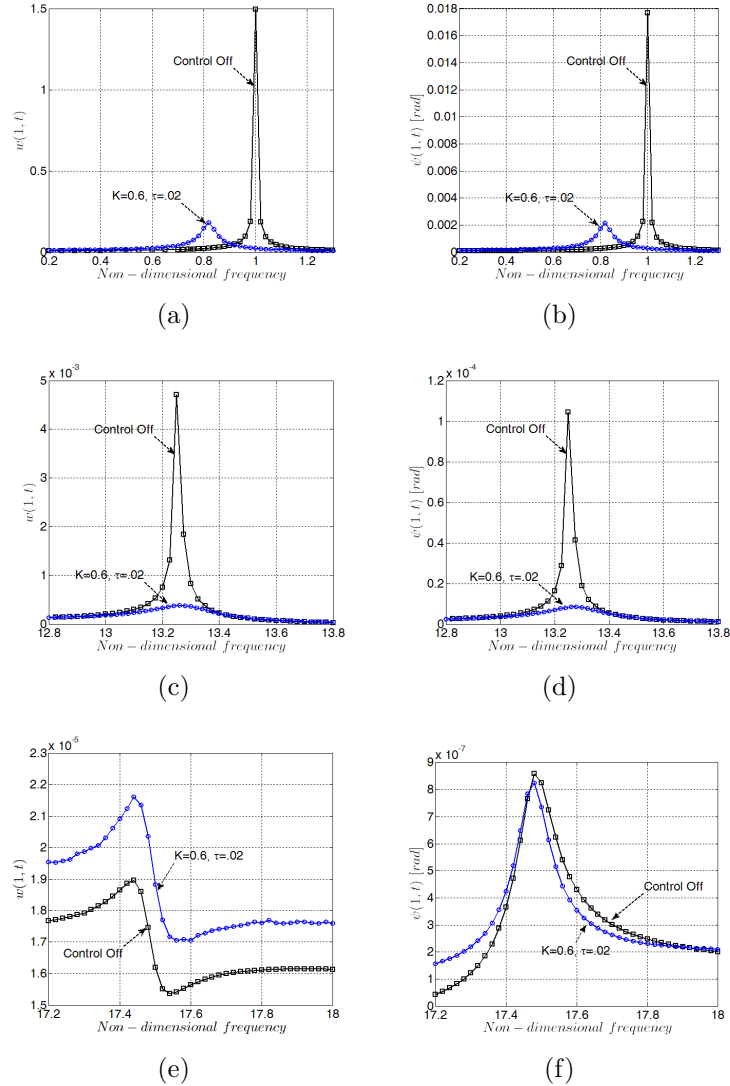 1.5
1
0.5
0
w(1, t)
Control Off
K=0.6, τ=.02
0.2 0.4 0.6 0.8 1 1.2
Non − dimensional frequency
(a)
0.018
0.016
0.014
0.012
0.01
0.008
0.006
0.004
0.002
0
ψ(1, t) [rad]
Control Off
K=0.6, τ=.02
0.2 0.4 0.6 0.8 1 1.2
Non − dimensional frequency
(b)
x 10⁻³
5
4
3
2
1
0
w(1, t)
Control Off
K=0.6, τ=.02
12.8 13 13.2 13.4 13.6 13.8
Non − dimensional frequency
(c)
x 10⁻⁴
1.2
1
0.8
0.6
0.4
0.2
0
ψ(1, t) [rad]
Control Off
K=0.6, τ=.02
12.8 13 13.2 13.4 13.6 13.8
Non − dimensional frequency
(d)
x 10⁻⁵
2.3
2.2
2.1
2
1.9
1.8
1.7
1.6
1.5
w(1, t)
K=0.6, τ=.02
Control Off
17.2 17.4 17.6 17.8 18
Non − dimensional frequency
(e)
x 10⁻⁷
9
8
7
6
5
4
3
2
1
0
ψ(1, t) [rad]
Control Off
K=0.6, τ=.02
17.2 17.4 17.6 17.8 18
Non − dimensional frequency
(f)